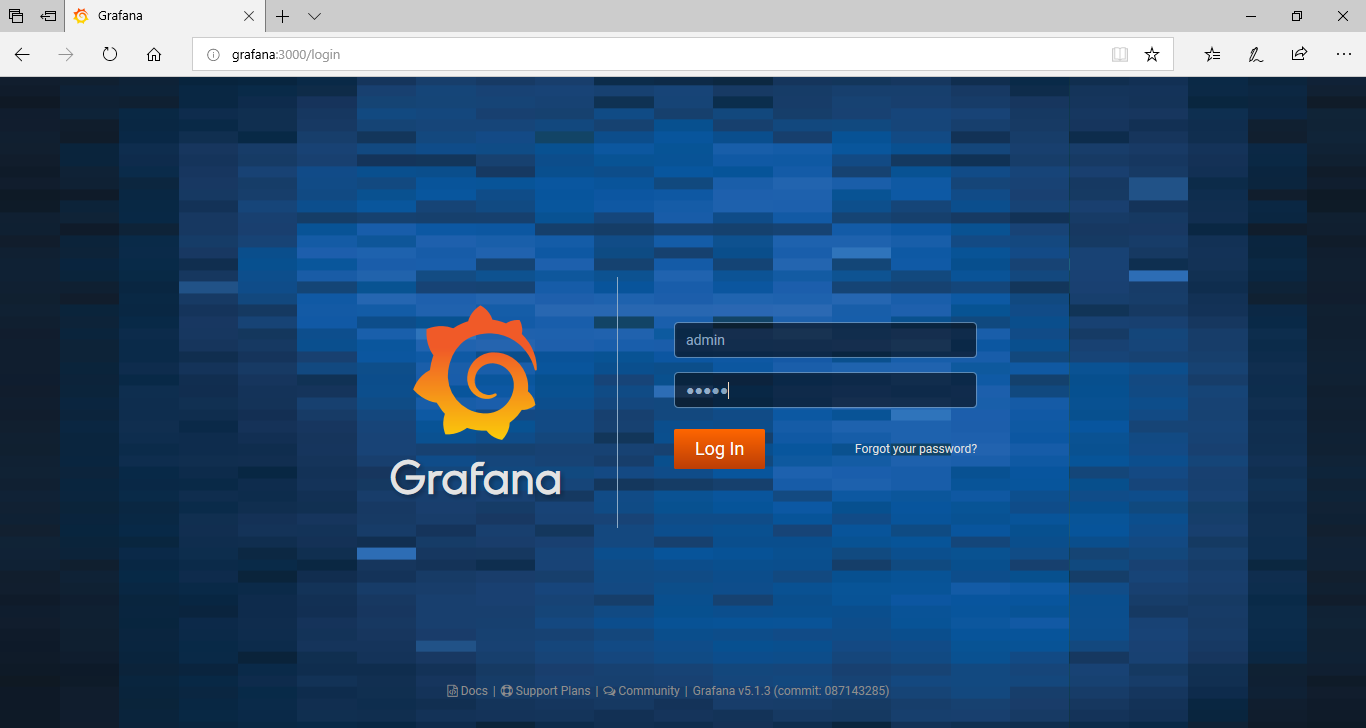 Grafana
grafana:3000/login
admin
•••••
Log In
Forgot your password?
Grafana
Docs | Support Plans | Community | Grafana v5.1.3 (commit: 087143285)